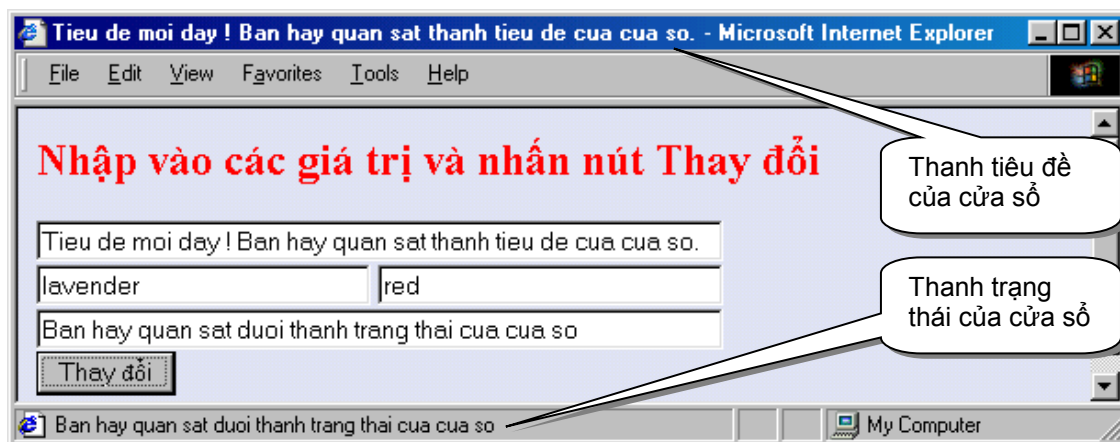 Tieu de moi day ! Ban hay quan sat thanh tieu de cua cua so. - Microsoft Internet Explorer
File Edit View Favorites Tools Help
Nhập vào các giá trị và nhấn nút Thay đổi
Thanh tiêu đề
của cửa sổ
Tieu de moi day ! Ban hay quan sat thanh tieu de cua cua so.
lavender red
Thanh trạng
thái của cửa sổ
Ban hay quan sat duoi thanh trang thai cua cua so
Thay đổi
Ban hay quan sat duoi thanh trang thai cua cua so My Computer